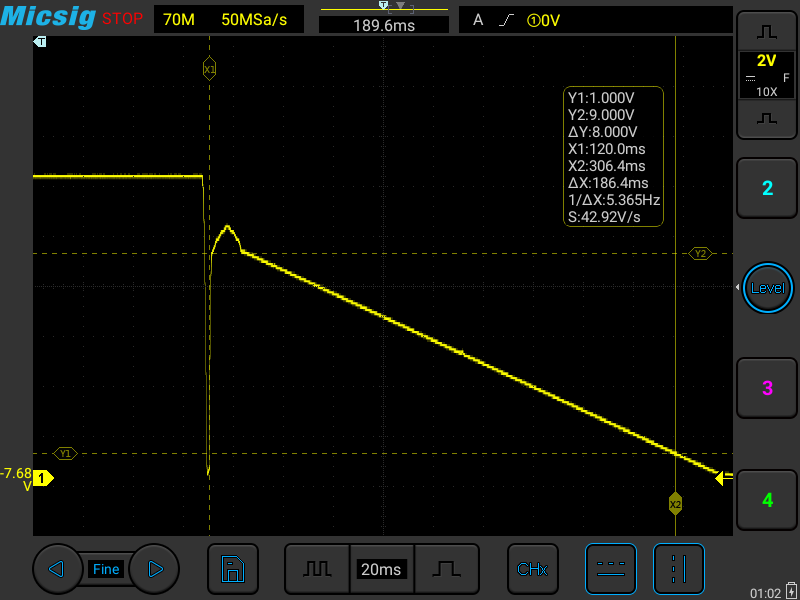 Micsig STOP 70M 50MSa/s T 189.6ms A ①0V
T
X1
2V
F
10X
Y1:1.000V
Y2:9.000V
ΔY:8.000V
X1:120.0ms
X2:306.4ms
ΔX:186.4ms
1/ΔX:5.365Hz
S:42.92V/s
2
Y2
Level
3
Y1
-7.68
V
1
X2
4
Fine
20ms
CHx
01:02